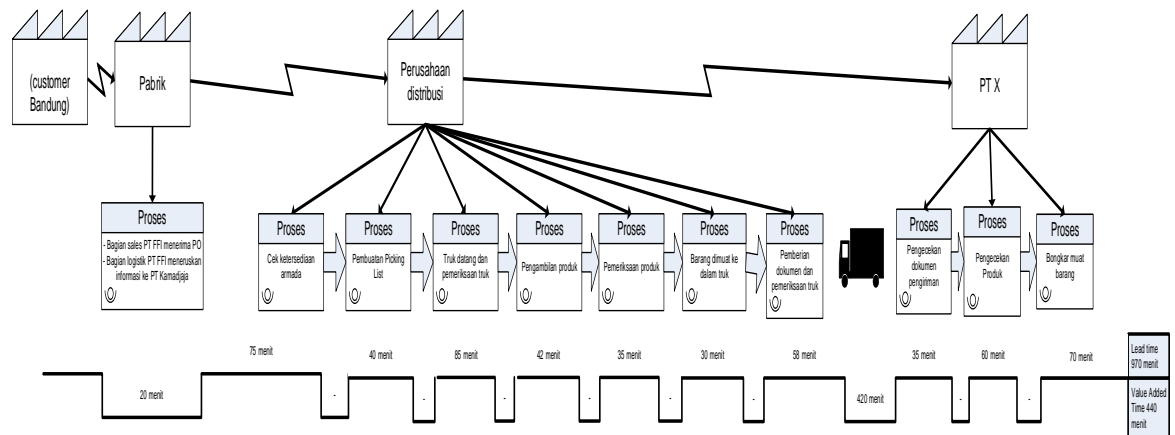 (customer
Bandung)
Pabrik
Perusahaan
distribusi
PT X
Proses
- Bagian sales PT FFI menerima PO
- Bagian logistik PT FFI meneruskan
informasi ke PT Kamadjaja
Proses
Cek ketersediaan
armada
Proses
Pembuatan Picking
List
Proses
Truk datang dan
pemeriksaan truk
Proses
Pengambilan produk
Proses
Pemeriksaan produk
Proses
Barang dimuat ke
dalam truk
Proses
Pemberian
dokumen dan
pemeriksaan truk
Proses
Pengecekan
dokumen
pengiriman
Proses
Pengecekan
Produk
Proses
Bongkar muat
barang
75 menit
40 menit
85 menit
42 menit
35 menit
30 menit
58 menit
35 menit
60 menit
70 menit
20 menit
-
-
-
-
-
-
420 menit
-
-
Lead time
970 menit
Value Added
Time 440
menit